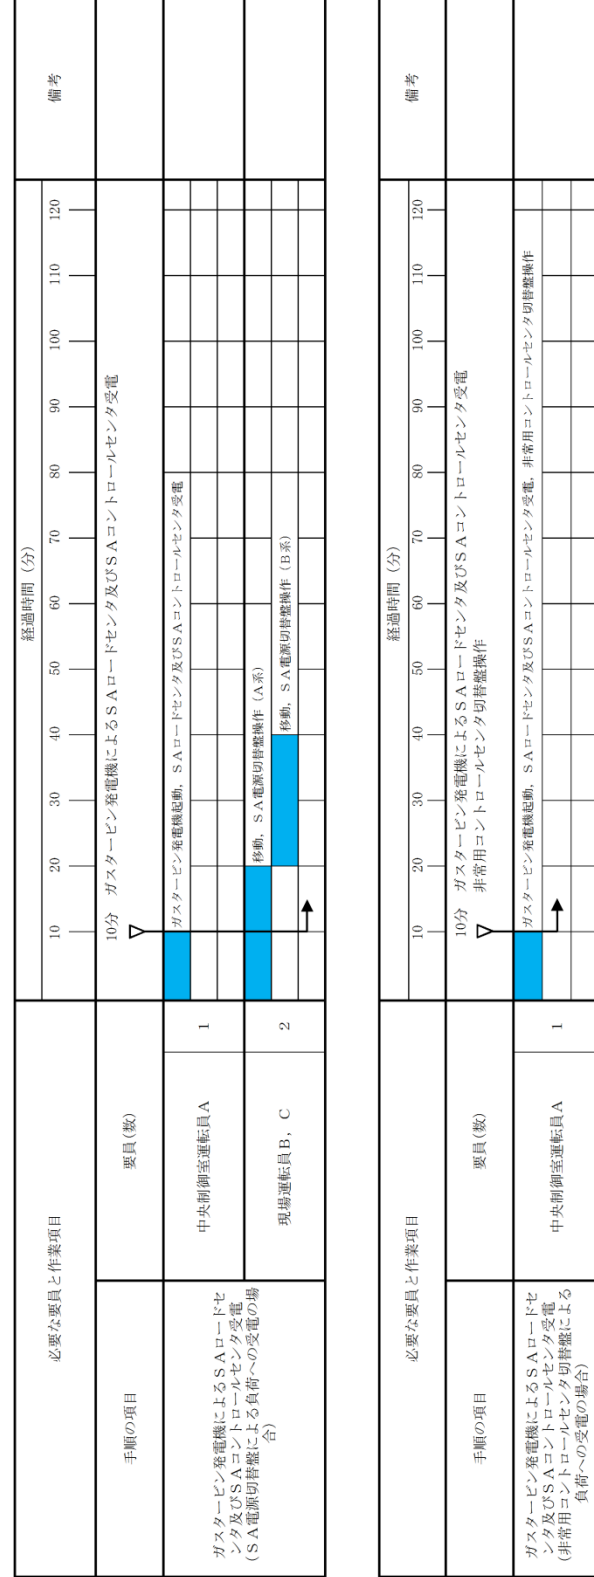 必要な要員と作業項目
経過時間(分)
備考
10 20 30 40 50 60 70 80 90 100 110 120
手順の項目
要員(数)
10分 ガスタービン発電機によるSAロードセンタ及びSAコントロールセンタ受電
ガスタービン発電機によるSAロードセ
ンタ及びSAコントロールセンタ受電
(SA電源切替盤による負荷への受電の場
合)
中央制御室運転員A
1
ガスタービン発電機起動,SAロードセンタ及びSAコントロールセンタ受電
現場運転員B,C
2
移動,SA電源切替盤操作(A系)
移動,SA電源切替盤操作(B系)
必要な要員と作業項目
経過時間(分)
備考
10 20 30 40 50 60 70 80 90 100 110 120
手順の項目
要員(数)
10分 ガスタービン発電機によるSAロードセンタ及びSAコントロールセンタ受電
非常用コントロールセンタ切替盤操作
ガスタービン発電機によるSAロードセ
ンタ及びSAコントロールセンタ受電
(非常用コントロールセンタ切替盤による
負荷への受電の場合)
中央制御室運転員A
1
ガスタービン発電機起動,SAロードセンタ及びSAコントロールセンタ受電,非常用コントロールセンタ切替盤操作